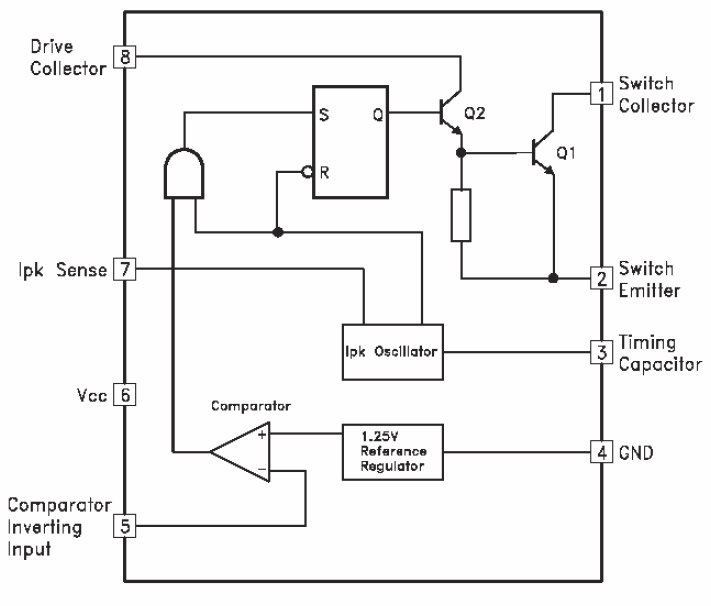 Drive
Collector
8
S
Q
Q2
Q1
1
Switch
Collector
R
Ipk Sense
7
2
Switch
Emitter
Ipk Oscillator
3
Timing
Capacitor
Vcc
6
Comparator
+
−
1.25V
Reference
Regulator
4
GND
Comparator
Inverting
Input
5